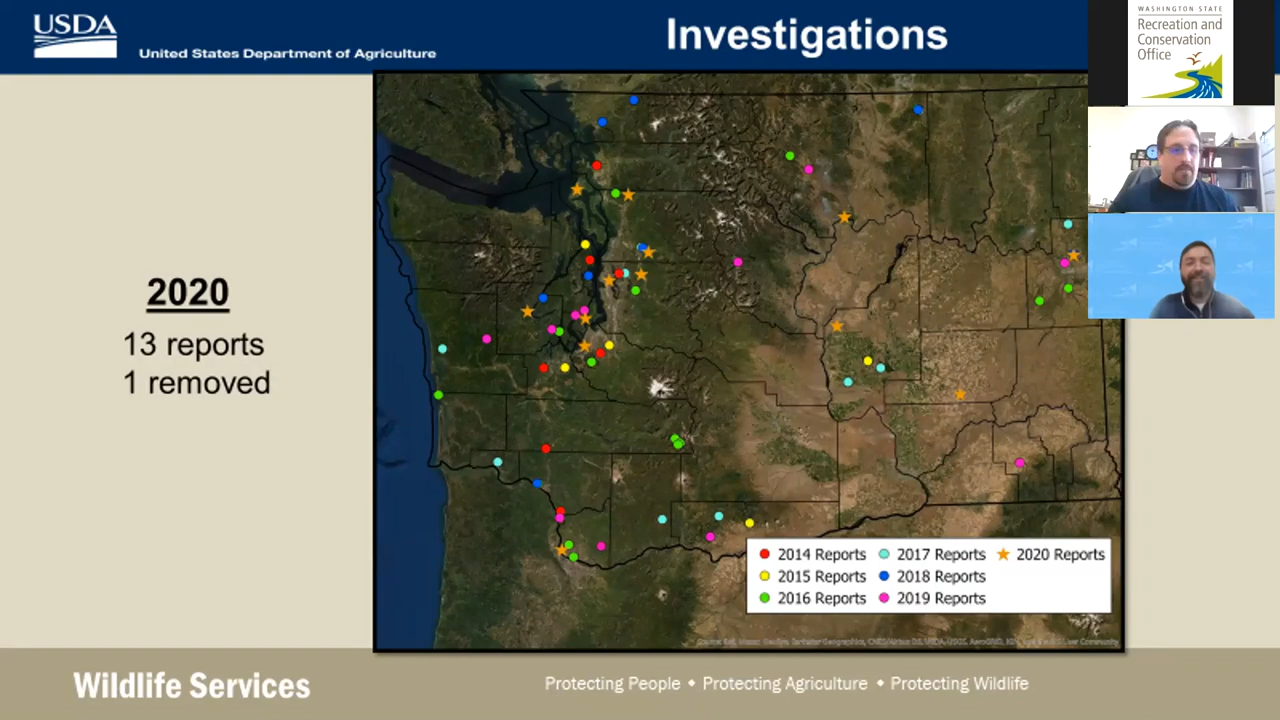 USDA
United States Department of Agriculture
Investigations
WASHINGTON STATE
Recreation and
Conservation
Office
2020
13 reports
1 removed
2014 Reports
2017 Reports
2020 Reports
2015 Reports
2018 Reports
2016 Reports
2019 Reports
Wildlife Services
Protecting People • Protecting Agriculture • Protecting Wildlife